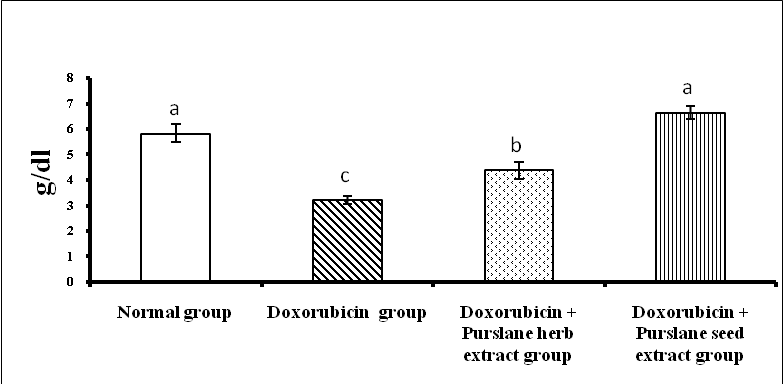 g/dl
8
7
6
5
4
3
2
1
0
a
c
b
a
Normal group
Doxorubicin group
Doxorubicin +
Purslane herb
extract group
Doxorubicin +
Purslane seed
extract group